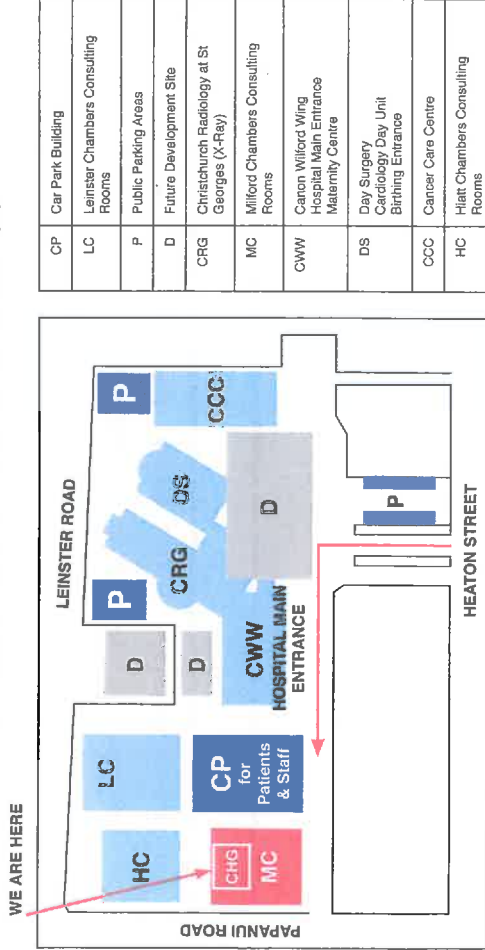 WE ARE HERE
LEINSTER ROAD
PAPANUI ROAD
HEATON STREET
HC
LC
CHG
MC
CP
for
Patients
& Staff
D
D
P
P
CRG
DS
CCC
CWW
HOSPITAL MAIN
ENTRANCE
D
P
CP Car Park Building
LC Leinster Chambers Consulting
Rooms
P Public Parking Areas
D Future Development Site
CRG Christchurch Radiology at St
Georges (X-Ray)
MC Milford Chambers Consulting
Rooms
CWW Canon Wilford Wing
Hospital Main Entrance
Maternity Centre
DS Day Surgery
Cardiology Day Unit
Birthing Entrance
CCC Cancer Care Centre
HC Hiatt Chambers Consulting
Rooms